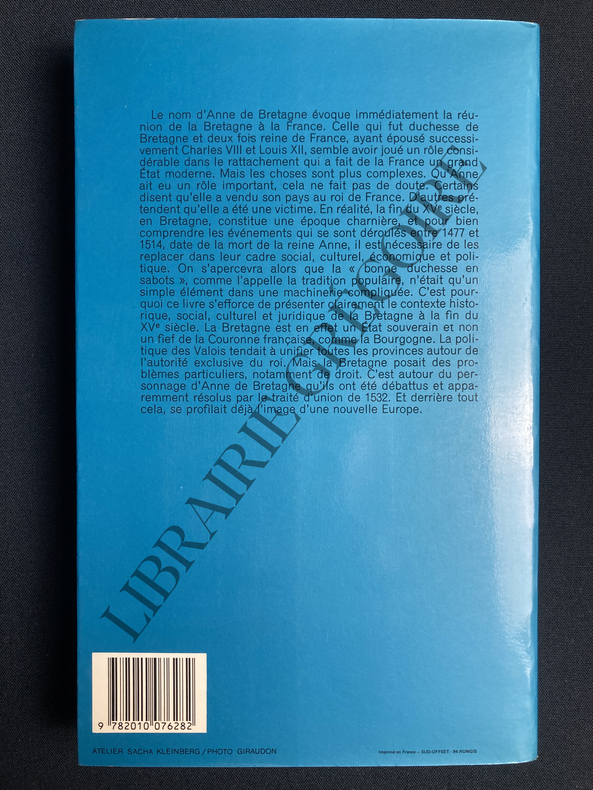 Le nom d'Anne de Bretagne évoque immédiatement la réu-
nion de la Bretagne à la France. Celle qui fut duchesse de
Bretagne et deux fois reine de France, ayant épousé successi-
vement Charles VIII et Louis XII, semble avoir joué un rôle consi-
dérable dans le rattachement qui a fait de la France un grand
État moderne. Mais les choses sont plus complexes. Qu'Anne
ait eu un rôle important, cela ne fait pas de doute. Certains
disent qu'elle a vendu son pays au roi de France. D'autres pré-
tendent qu'elle a été une victime. En réalité, la fin du XVe siècle,
en Bretagne, constitue une époque charnière, et pour bien
comprendre les événements qui se sont déroulés entre 1477 et
1514, date de la mort de la reine Anne, il est nécessaire de les
replacer dans leur cadre social, culturel, économique et poli-
tique. On s'apercevra alors que la « bonne duchesse en
sabots », comme l'appelle la tradition populaire, n'était qu'un
simple élément dans une machinerie compliquée. C'est pour-
quoi ce livre s'efforce de présenter clairement le contexte histo-
rique, social, culturel et juridique de la Bretagne à la fin du
XVe siècle. La Bretagne est en effet un État souverain et non
un fief de la Couronne française, comme la Bourgogne. La poli-
tique des Valois tendait à unifier toutes les provinces autour de
l'autorité exclusive du roi. Mais la Bretagne posait des pro-
blèmes particuliers, notamment de droit. C'est autour du per-
sonnage d'Anne de Bretagne qu'ils ont été débattus et appa-
remment résolus par le traité d'union de 1532. Et derrière tout
cela, se profilait déjà l'image d'une nouvelle Europe.
LIBRAIRIE GRÉGOIRE
9 782010 076282
ATELIER SACHA KLEINBERG/PHOTO GIRAUDON
Imprimé en France - SUD-OFFSET - 94 RUNGIS